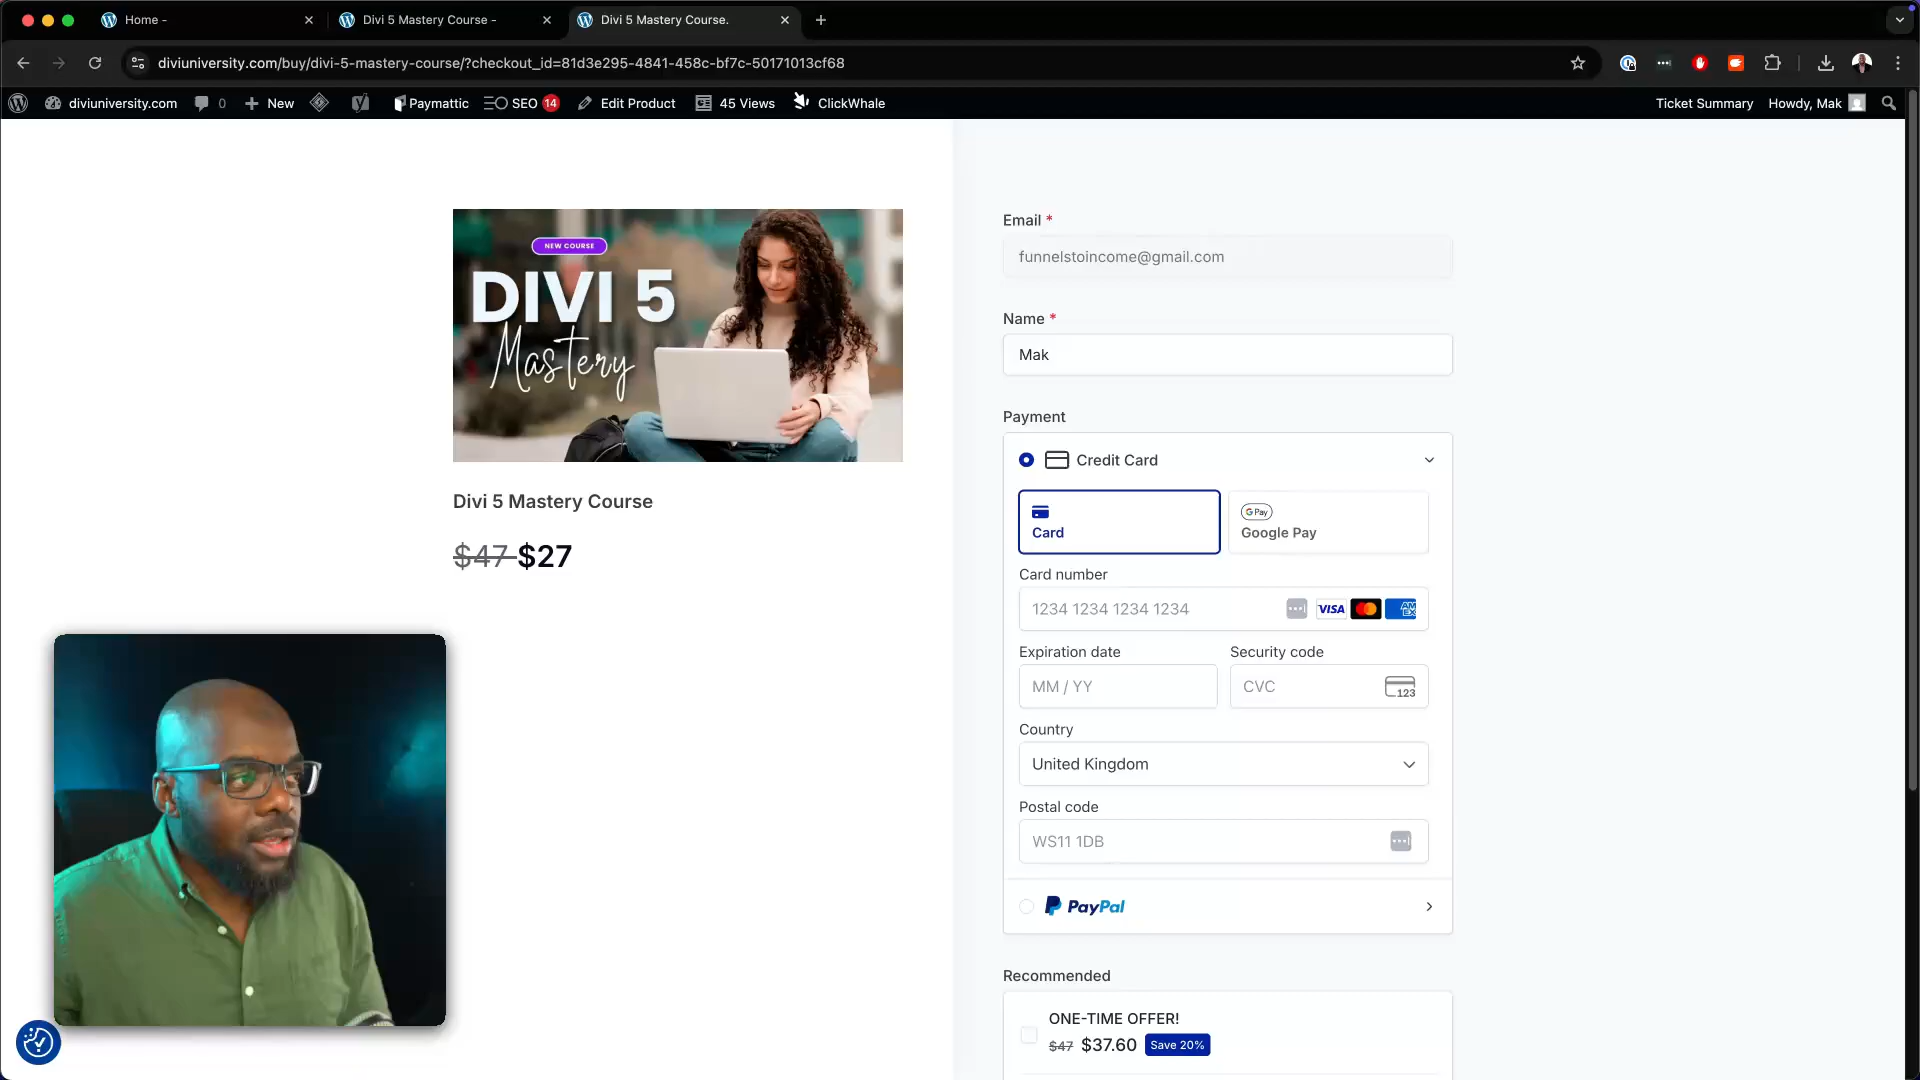 Home -
Divi 5 Mastery Course -
Divi 5 Mastery Course.
diviuniversity.com/buy/divi-5-mastery-course/?checkout_id=81d3e295-4841-458c-bf7c-50171013cf68
diviuniversity.com 0 New Paymattic SEO 14 Edit Product 45 Views ClickWhale Ticket Summary Howdy, Mak
NEW COURSE
DIVI 5
Mastery
Divi 5 Mastery Course
$47 $27
Email *
funnelstoincome@gmail.com
Name *
Mak
Payment
Credit Card
Card
G Pay
Google Pay
Card number
1234 1234 1234 1234 VISA AMEX
Expiration date Security code
MM / YY CVC 123
Country
United Kingdom
Postal code
WS11 1DB
PayPal
Recommended
ONE-TIME OFFER!
$47 $37.60 Save 20%